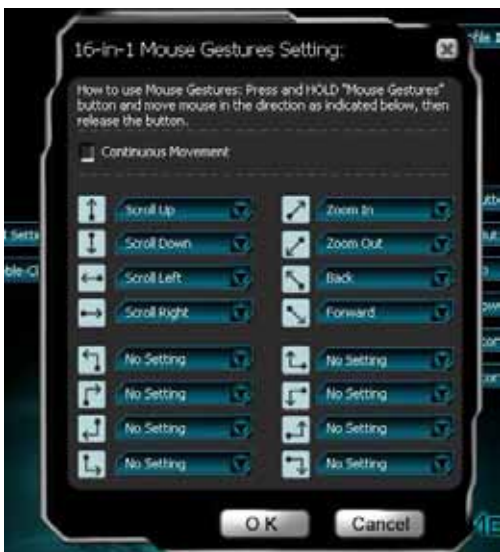 16-in-1 Mouse Gestures Setting:
How to use Mouse Gestures: Press and HOLD "Mouse Gestures"
button and move mouse in the direction as indicated below, then
release the button.
Continuous Movement
Scroll Up
Zoom In
Scroll Down
Zoom Out
Scroll Left
Back
Scroll Right
Forward
No Setting
No Setting
No Setting
No Setting
No Setting
No Setting
No Setting
No Setting
OK
Cancel